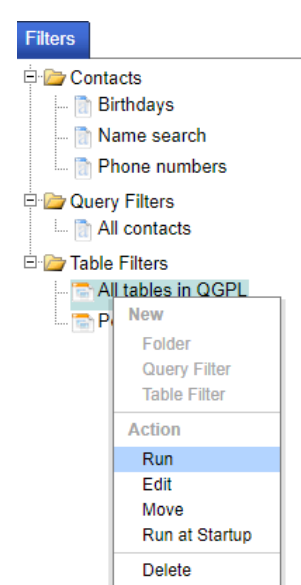 Filters
Contacts
Birthdays
Name search
Phone numbers
Query Filters
All contacts
Table Filters
All tables in QGPL
New
Folder
Query Filter
Table Filter
Action
Run
Edit
Move
Run at Startup
Delete